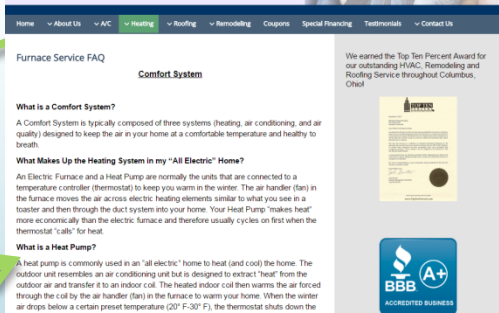 Home About Us A/C Heating Roofing Remodeling Coupons Special Financing Testimonials Contact Us
Furnace Service FAQ
Comfort System
What is a Comfort System?
A Comfort System is typically composed of three systems (heating, air conditioning, and air
quality) designed to keep the air in your home at a comfortable temperature and healthy to
breath.
What Makes Up the Heating System in my "All Electric" Home?
An Electric Furnace and a Heat Pump are normally the units that are connected to a
temperature controller (thermostat) to keep you warm in the winter. The air handler (fan) in
the furnace moves the air across electric heating elements similar to what you see in a
toaster and then through the duct system into your home. Your Heat Pump "makes heat"
more economically than the electric furnace and therefore usually cycles on first when the
thermostat "calls" for heat.
What is a Heat Pump?
A heat pump is commonly used in an "all electric" home to heat (and cool) the home. The
outdoor unit resembles an air conditioning unit but is designed to extract "heat" from the
outdoor air and transfer it to an indoor coil. The heated indoor coil then warms the air forced
through the coil by the air handler (fan) in the furnace to warm your home. When the winter
air drops below a certain preset temperature (20° F-30° F), the thermostat shuts down the
We earned the Top Ten Percent Award for
our outstanding HVAC, Remodeling and
Roofing Service throughout Columbus,
Ohio!
TOP TEN
BBB A+
ACCREDITED BUSINESS